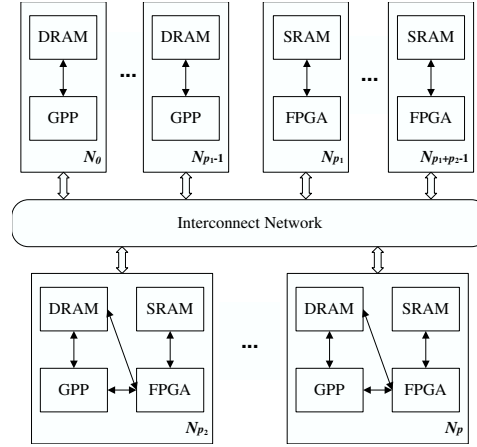 DRAM ... DRAM SRAM ... SRAM
GPP GPP FPGA FPGA
N0 Np1-1 Np1 Np1+p2-1
Interconnect Network
DRAM SRAM ... DRAM SRAM
GPP FPGA GPP FPGA
Np2 Np